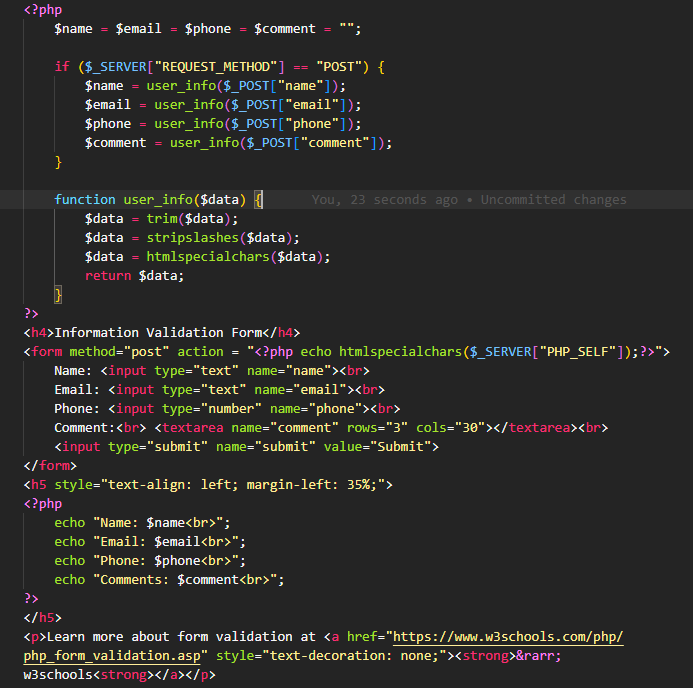 <?php
    $name = $email = $phone = $comment = "";

    if ($_SERVER["REQUEST_METHOD"] == "POST") {
        $name = user_info($_POST["name"]);
        $email = user_info($_POST["email"]);
        $phone = user_info($_POST["phone"]);
        $comment = user_info($_POST["comment"]);
    }

    function user_info($data) {      You, 23 seconds ago • Uncommitted changes
        $data = trim($data);
        $data = stripslashes($data);
        $data = htmlspecialchars($data);
        return $data;
    }
?>
<h4>Information Validation Form</h4>
<form method="post" action = "<?php echo htmlspecialchars($_SERVER["PHP_SELF"]);?>">
    Name: <input type="text" name="name"><br>
    Email: <input type="text" name="email"><br>
    Phone: <input type="number" name="phone"><br>
    Comment:<br> <textarea name="comment" rows="3" cols="30"></textarea><br>
    <input type="submit" name="submit" value="Submit">
</form>
<h5 style="text-align: left; margin-left: 35%;">
<?php
    echo "Name: $name<br>";
    echo "Email: $email<br>";
    echo "Phone: $phone<br>";
    echo "Comments: $comment<br>";
?>
</h5>
<p>Learn more about form validation at <a href="https://www.w3schools.com/php/
php_form_validation.asp" style="text-decoration: none;"><strong>&rarr;
w3schools<strong></a></p>